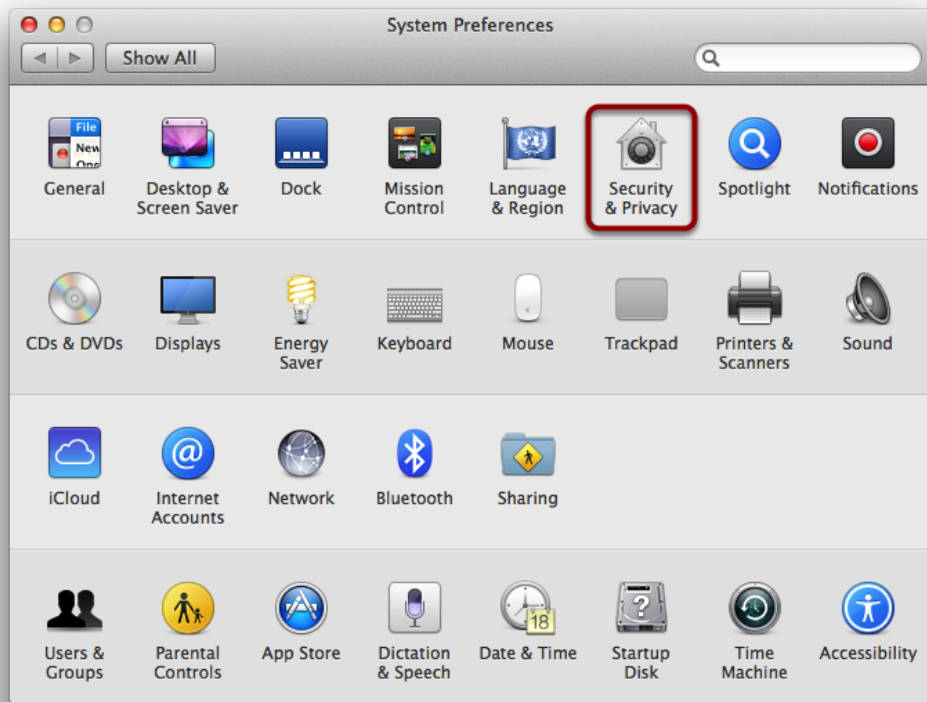 System Preferences
Show All
File
New
General
Desktop &
Screen Saver
Dock
Mission
Control
Language
& Region
Security
& Privacy
Spotlight
Notifications
CDs & DVDs
Displays
Energy
Saver
Keyboard
Mouse
Trackpad
Printers &
Scanners
Sound
iCloud
@
Internet
Accounts
Network
Bluetooth
Sharing
?
18
Users &
Groups
Parental
Controls
App Store
Dictation
& Speech
Date & Time
Startup
Disk
Time
Machine
Accessibility